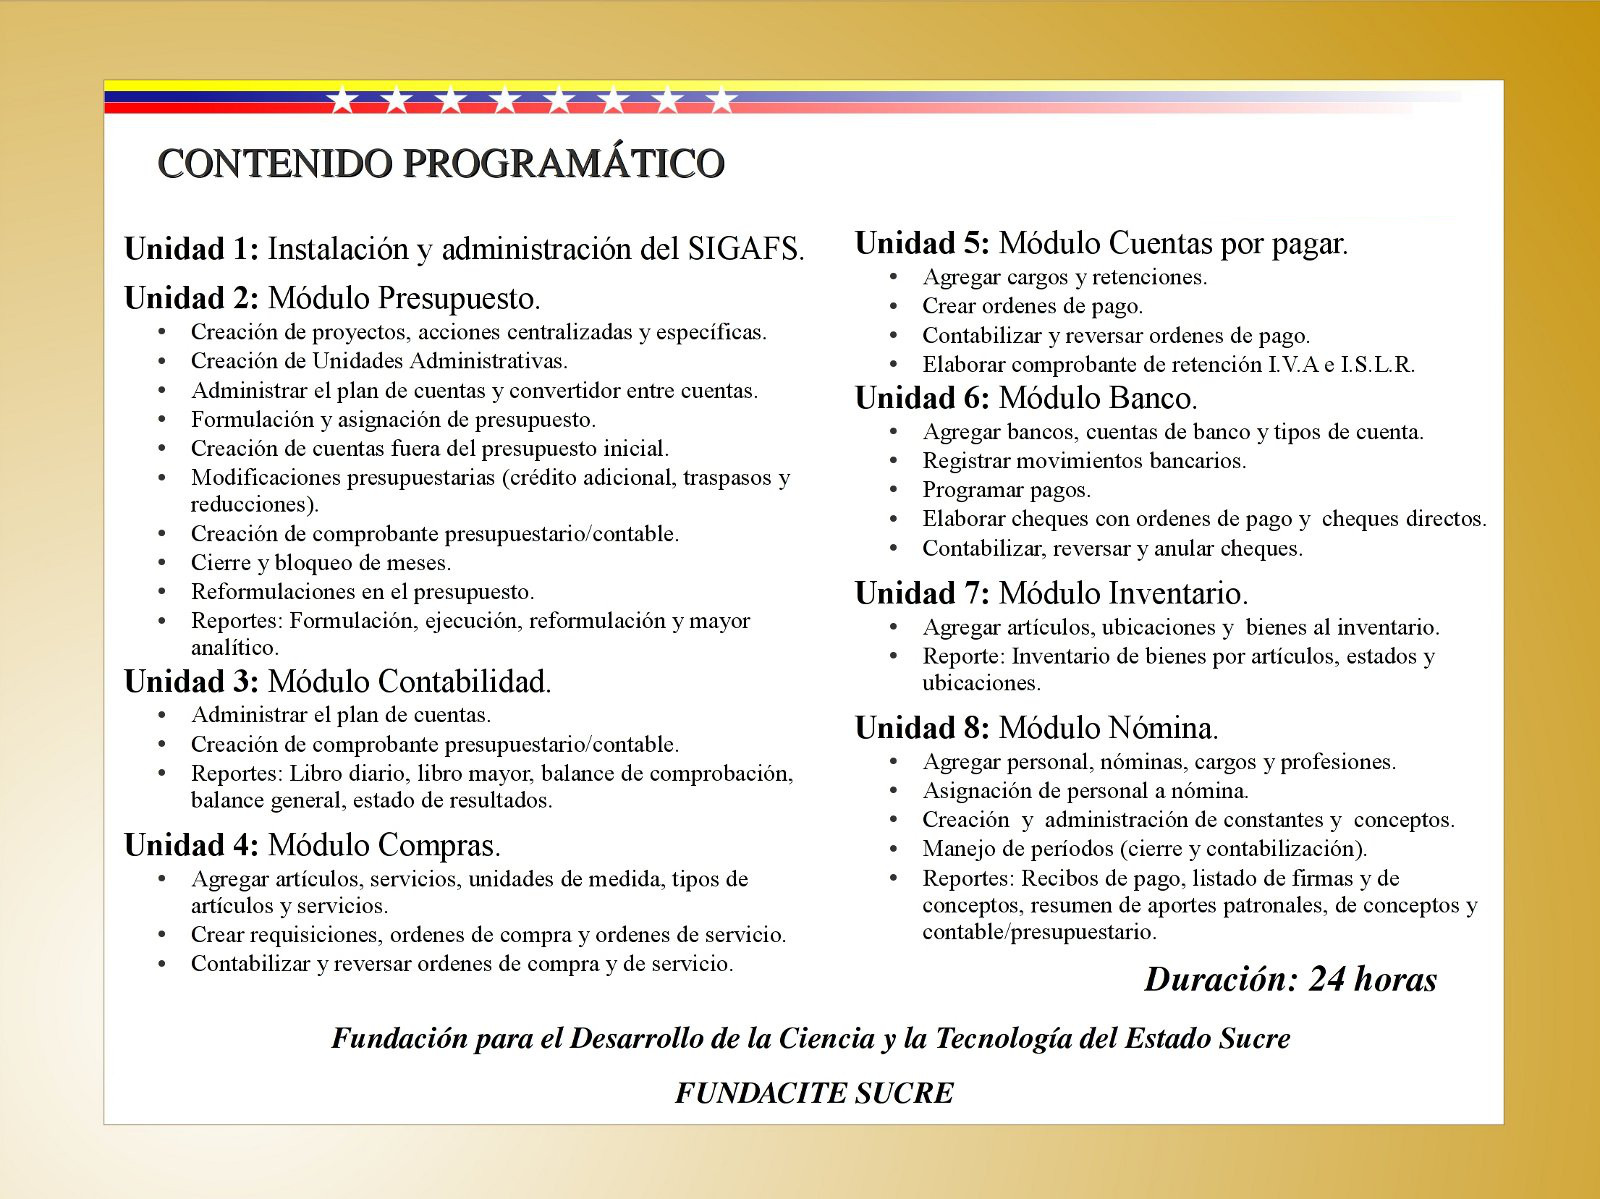 CONTENIDO PROGRAMÁTICO
Unidad 1: Instalación y administración del SIGAFS.
Unidad 2: Módulo Presupuesto.
• Creación de proyectos, acciones centralizadas y específicas.
• Creación de Unidades Administrativas.
• Administrar el plan de cuentas y convertidor entre cuentas.
• Formulación y asignación de presupuesto.
• Creación de cuentas fuera del presupuesto inicial.
• Modificaciones presupuestarias (crédito adicional, traspasos y
reducciones).
• Creación de comprobante presupuestario/contable.
• Cierre y bloqueo de meses.
• Reformulaciones en el presupuesto.
• Reportes: Formulación, ejecución, reformulación y mayor
analítico.
Unidad 3: Módulo Contabilidad.
• Administrar el plan de cuentas.
• Creación de comprobante presupuestario/contable.
• Reportes: Libro diario, libro mayor, balance de comprobación,
balance general, estado de resultados.
Unidad 4: Módulo Compras.
• Agregar artículos, servicios, unidades de medida, tipos de
artículos y servicios.
• Crear requisiciones, ordenes de compra y ordenes de servicio.
• Contabilizar y reversar ordenes de compra y de servicio.
Unidad 5: Módulo Cuentas por pagar.
• Agregar cargos y retenciones.
• Crear ordenes de pago.
• Contabilizar y reversar ordenes de pago.
• Elaborar comprobante de retención I.V.A e I.S.L.R.
Unidad 6: Módulo Banco.
• Agregar bancos, cuentas de banco y tipos de cuenta.
• Registrar movimientos bancarios.
• Programar pagos.
• Elaborar cheques con ordenes de pago y cheques directos.
• Contabilizar, reversar y anular cheques.
Unidad 7: Módulo Inventario.
• Agregar artículos, ubicaciones y bienes al inventario.
• Reporte: Inventario de bienes por artículos, estados y
ubicaciones.
Unidad 8: Módulo Nómina.
• Agregar personal, nóminas, cargos y profesiones.
• Asignación de personal a nómina.
• Creación y administración de constantes y conceptos.
• Manejo de períodos (cierre y contabilización).
• Reportes: Recibos de pago, listado de firmas y de
conceptos, resumen de aportes patronales, de conceptos y
contable/presupuestario.
Duración: 24 horas
Fundación para el Desarrollo de la Ciencia y la Tecnología del Estado Sucre
FUNDACITE SUCRE